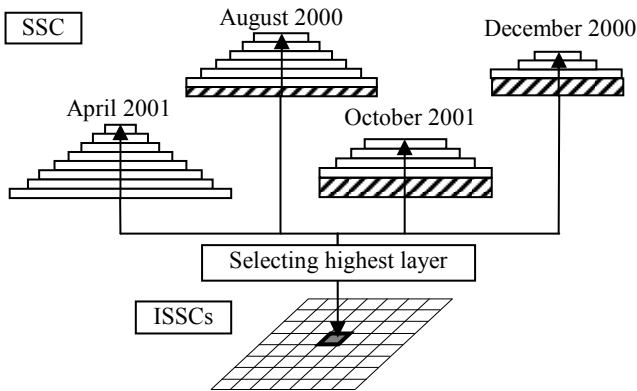 SSC
August 2000
December 2000
April 2001
October 2001
Selecting highest layer
ISSCs